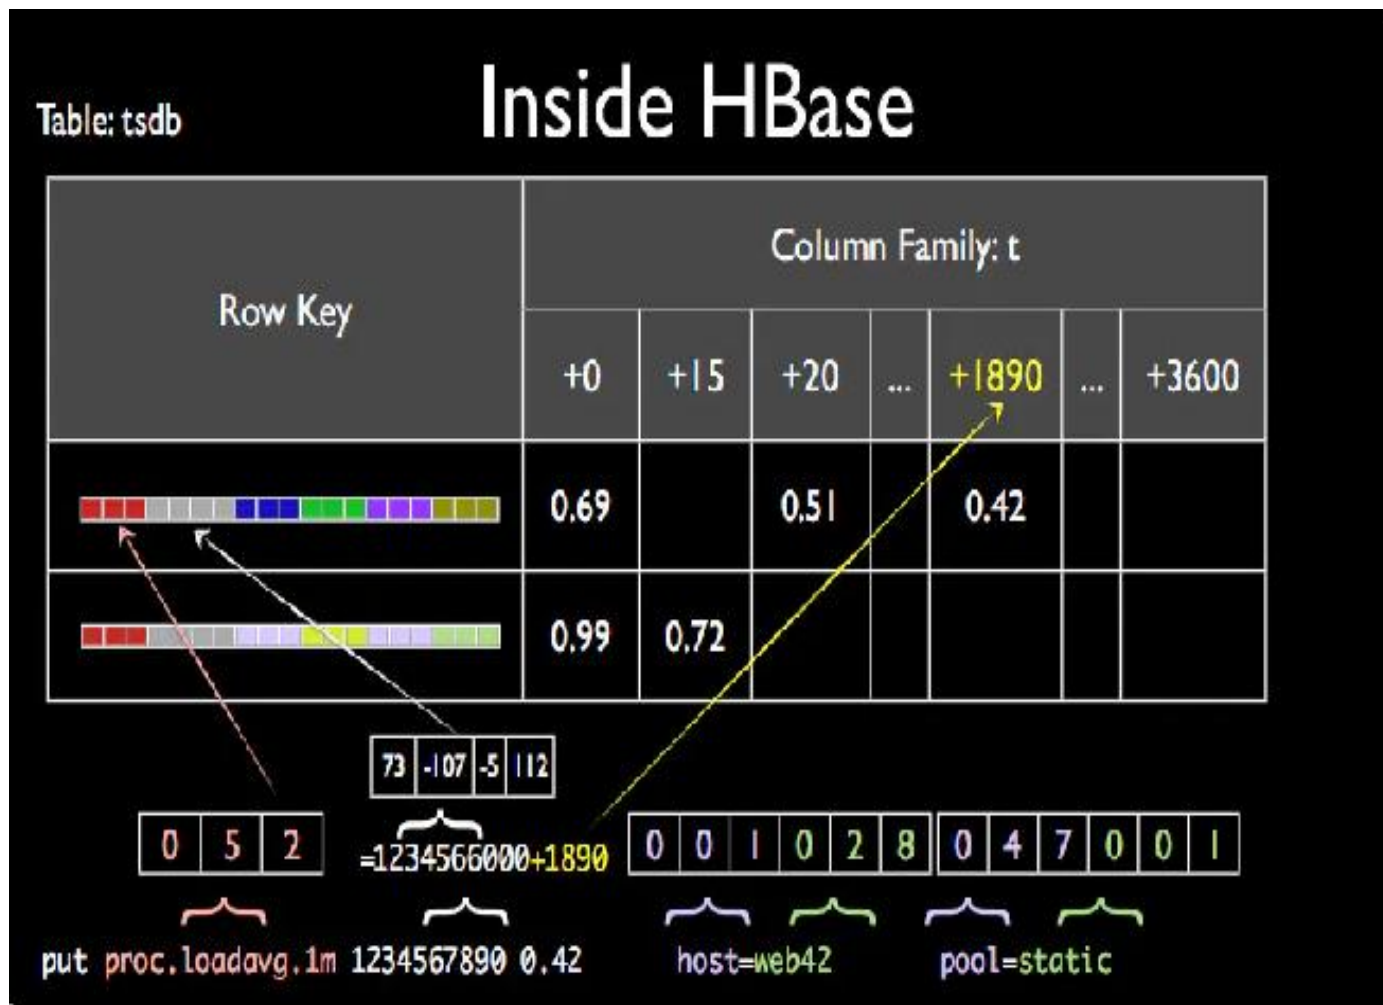 Inside HBase
Table: tsdb
Row Key
Column Family: t
+0 +15 +20 ... +1890 ... +3600
0.69 0.51 0.42
0.99 0.72
73 -107 -5 112
0 5 2 =1234566000+1890 0 0 1 0 2 8 0 4 7 0 0 1
put proc.loadavg.1m 1234567890 0.42 host=web42 pool=static